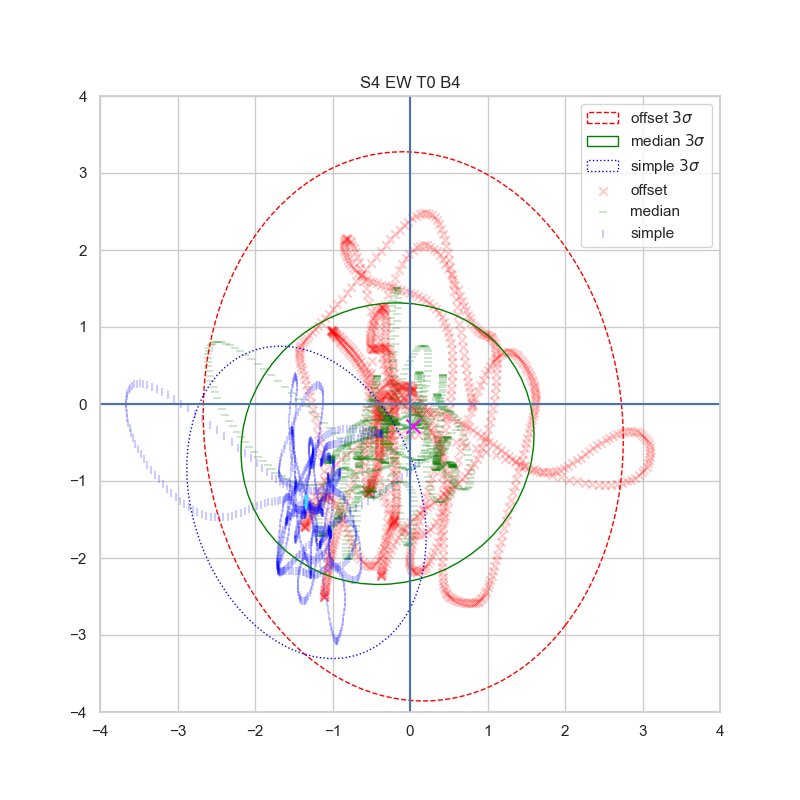 S4 EW T0 B4
offset 3σ
median 3σ
simple 3σ
offset
median
simple
4
3
2
1
0
−1
−2
−3
−4
−4 −3 −2 −1 0 1 2 3 4